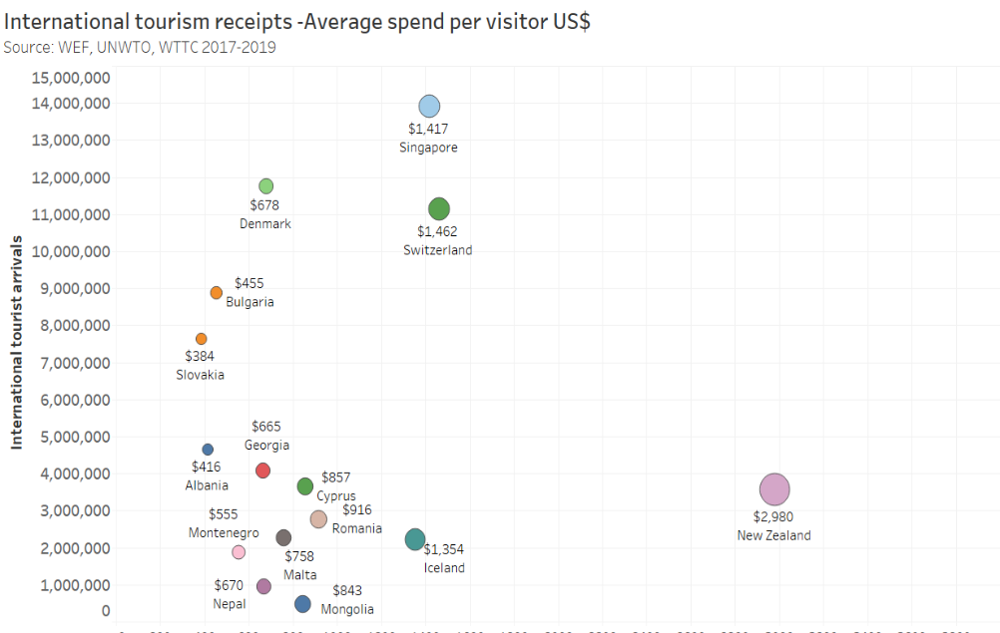 International tourism receipts -Average spend per visitor US$
Source: WEF, UNWTO, WTTC 2017-2019
International tourist arrivals
15,000,000
14,000,000
13,000,000
12,000,000
11,000,000
10,000,000
9,000,000
8,000,000
7,000,000
6,000,000
5,000,000
4,000,000
3,000,000
2,000,000
1,000,000
0
$1,417
Singapore
$678
Denmark
$1,462
Switzerland
$455
Bulgaria
$384
Slovakia
$665
Georgia
$416
Albania
$857
Cyprus
$916
Romania
$555
Montenegro
$758
Malta
$1,354
Iceland
$2,980
New Zealand
$670
Nepal
$843
Mongolia